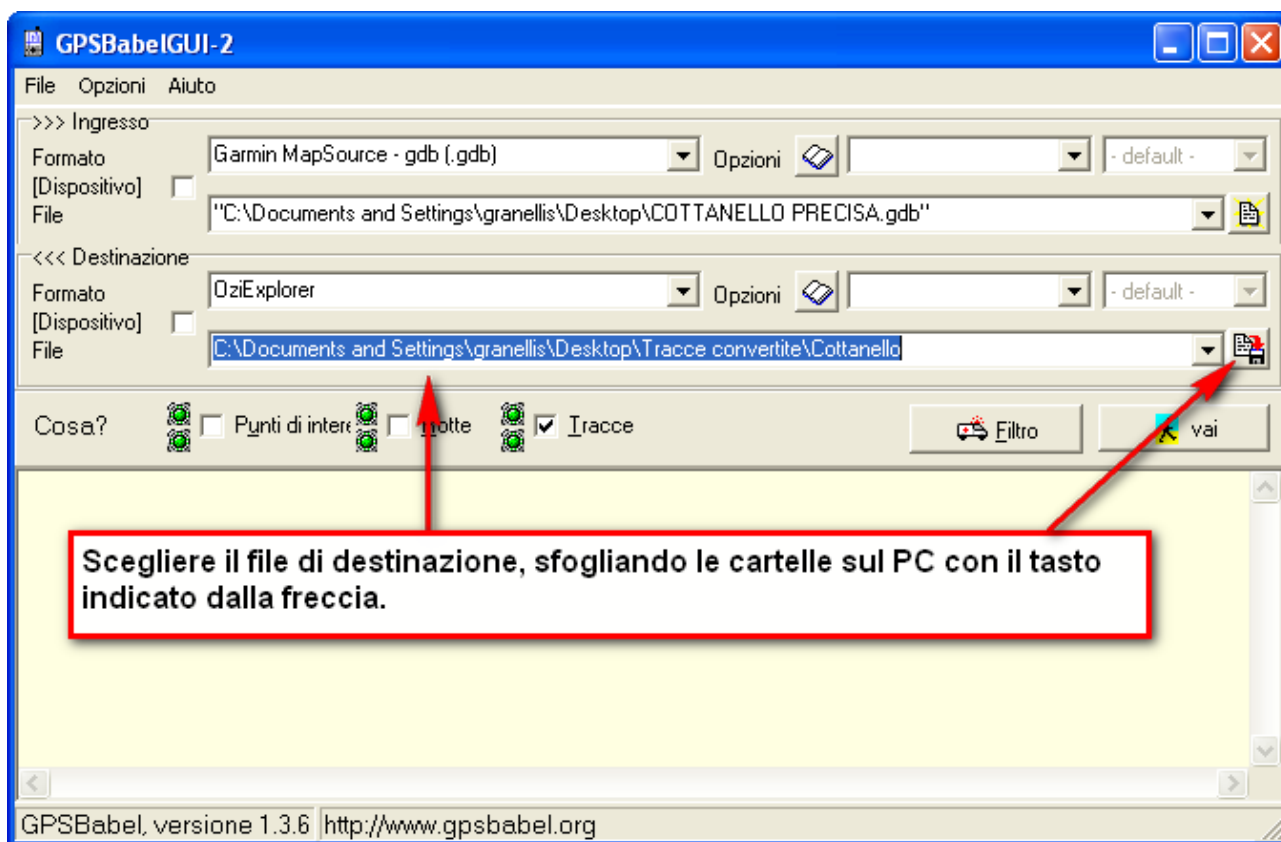 GPSBabelGUI-2
File Opzioni Aiuto
>>> Ingresso
Formato
[Dispositivo]
Garmin MapSource - gdb (.gdb)
Opzioni
- default -
File
"C:\Documents and Settings\granellis\Desktop\COTTANELLO PRECISA.gdb"
<<< Destinazione
Formato
[Dispositivo]
OziExplorer
Opzioni
- default -
File
C:\Documents and Settings\granellis\Desktop\Tracce convertite\Cottanello
Cosa?
Punti di intere
otte
Tracce
Filtro
vai
Scegliere il file di destinazione, sfogliando le cartelle sul PC con il tasto
indicato dalla freccia.
GPSBabel, versione 1.3.6
http://www.gpsbabel.org